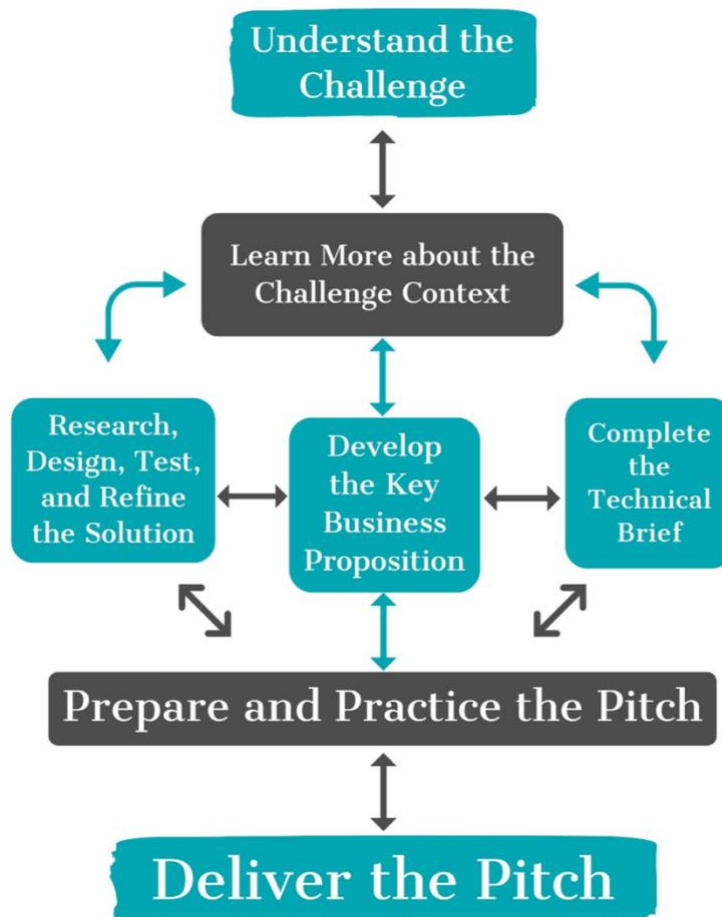 Understand the
Challenge
Learn More about the
Challenge Context
Research,
Design, Test,
and Refine
the Solution
Develop
the Key
Business
Proposition
Complete
the
Technical
Brief
Prepare and Practice the Pitch
Deliver the Pitch